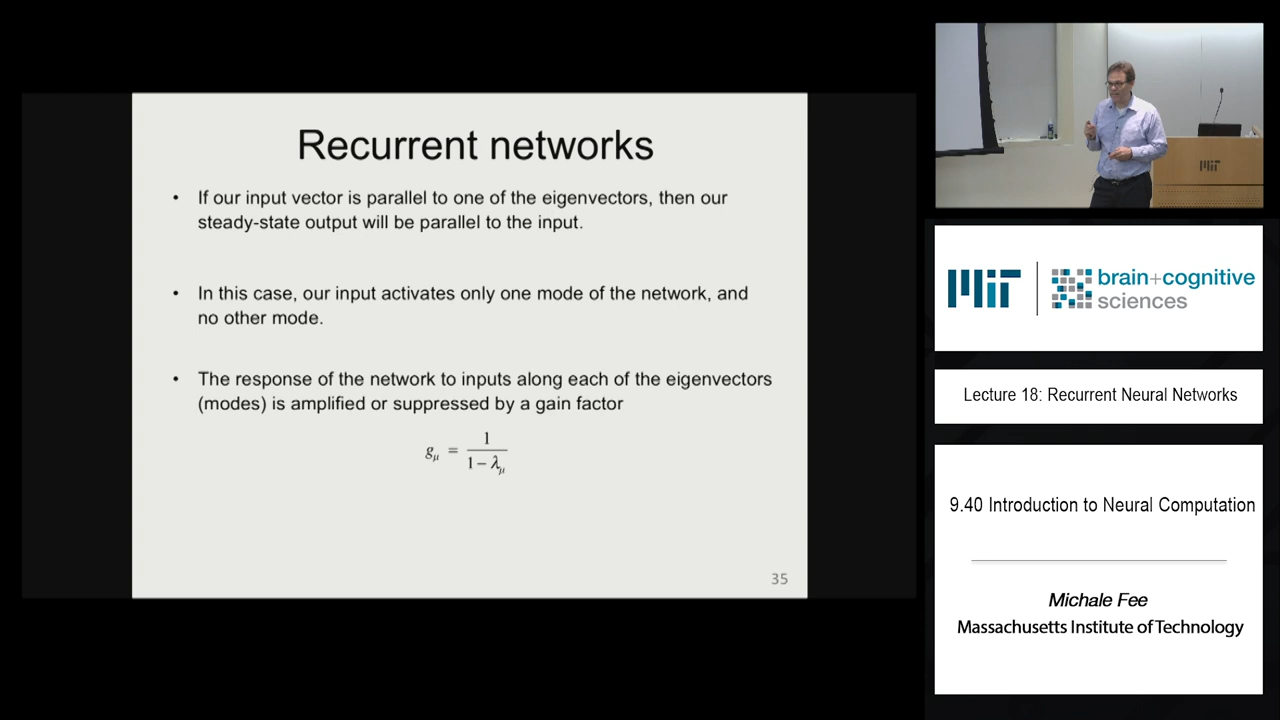 Recurrent networks
• If our input vector is parallel to one of the eigenvectors, then our
steady-state output will be parallel to the input.
• In this case, our input activates only one mode of the network, and
no other mode.
• The response of the network to inputs along each of the eigenvectors
(modes) is amplified or suppressed by a gain factor
g_μ = 1 / (1 − λ_μ)
35
MIT
MIT
brain+cognitive
sciences
Lecture 18: Recurrent Neural Networks
9.40 Introduction to Neural Computation
Michale Fee
Massachusetts Institute of Technology